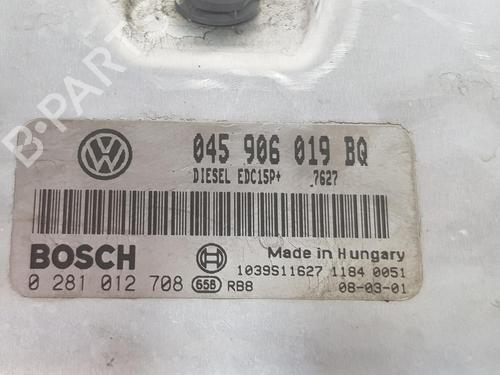 B-PARTS
045 906 019 BQ
DIESEL EDC15P+ 7627
BOSCH
Made in Hungary
1039S11627 1184 0051
0 281 012 708 658 RB8 08-03-01